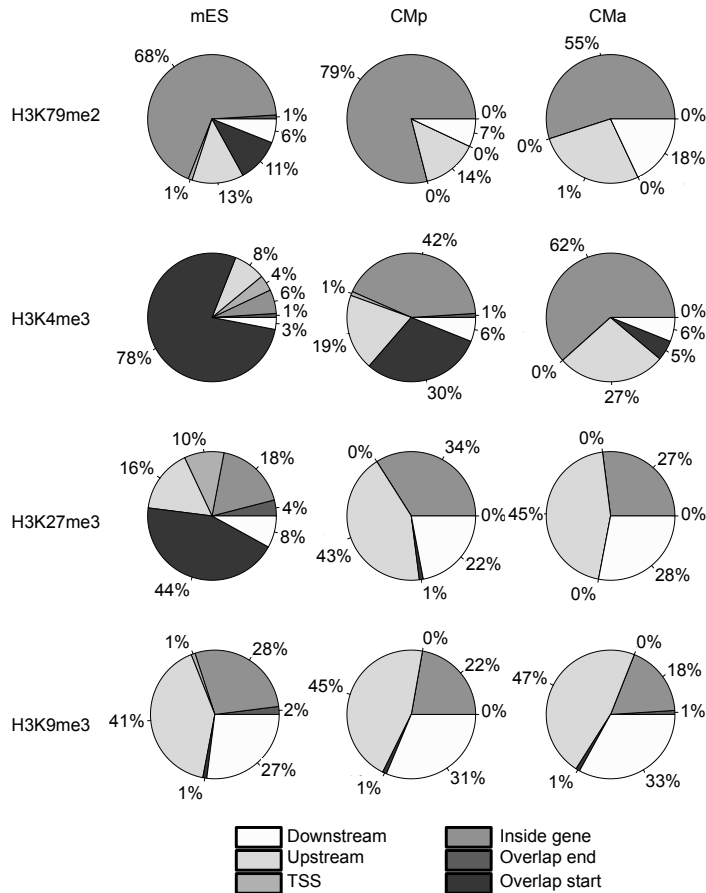 mES CMp CMa
H3K79me2
68% 1% 6% 11% 13% 1%
79% 0% 7% 0% 14% 0%
55% 0% 18% 0% 1% 0%
H3K4me3
8% 4% 6% 1% 3% 78%
42% 1% 1% 6% 30% 19%
62% 0% 6% 5% 27% 0%
H3K27me3
10% 18% 4% 8% 44% 16%
0% 34% 0% 22% 1% 43%
0% 27% 0% 28% 0% 45%
H3K9me3
1% 28% 2% 27% 1% 41%
0% 22% 0% 31% 1% 45%
0% 18% 1% 33% 1% 47%
Downstream Inside gene
Upstream Overlap end
TSS Overlap start